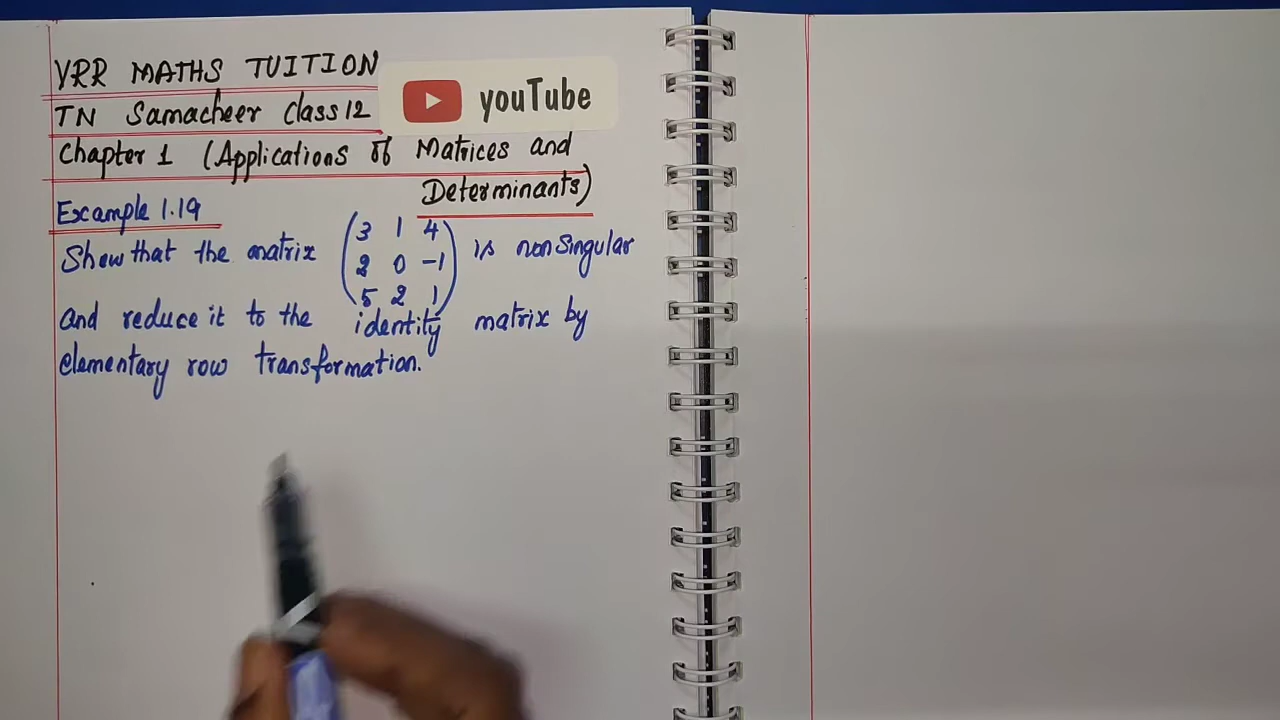 VRR MATHS TUITION
YouTube
TN Samacheer Class 12
Chapter 1 (Applications of Matrices and
Determinants)
Example 1.19
Show that the matrix (3 1 4
2 0 -1
5 2 1) is nonsingular
and reduce it to the identity matrix by
elementary row transformation.